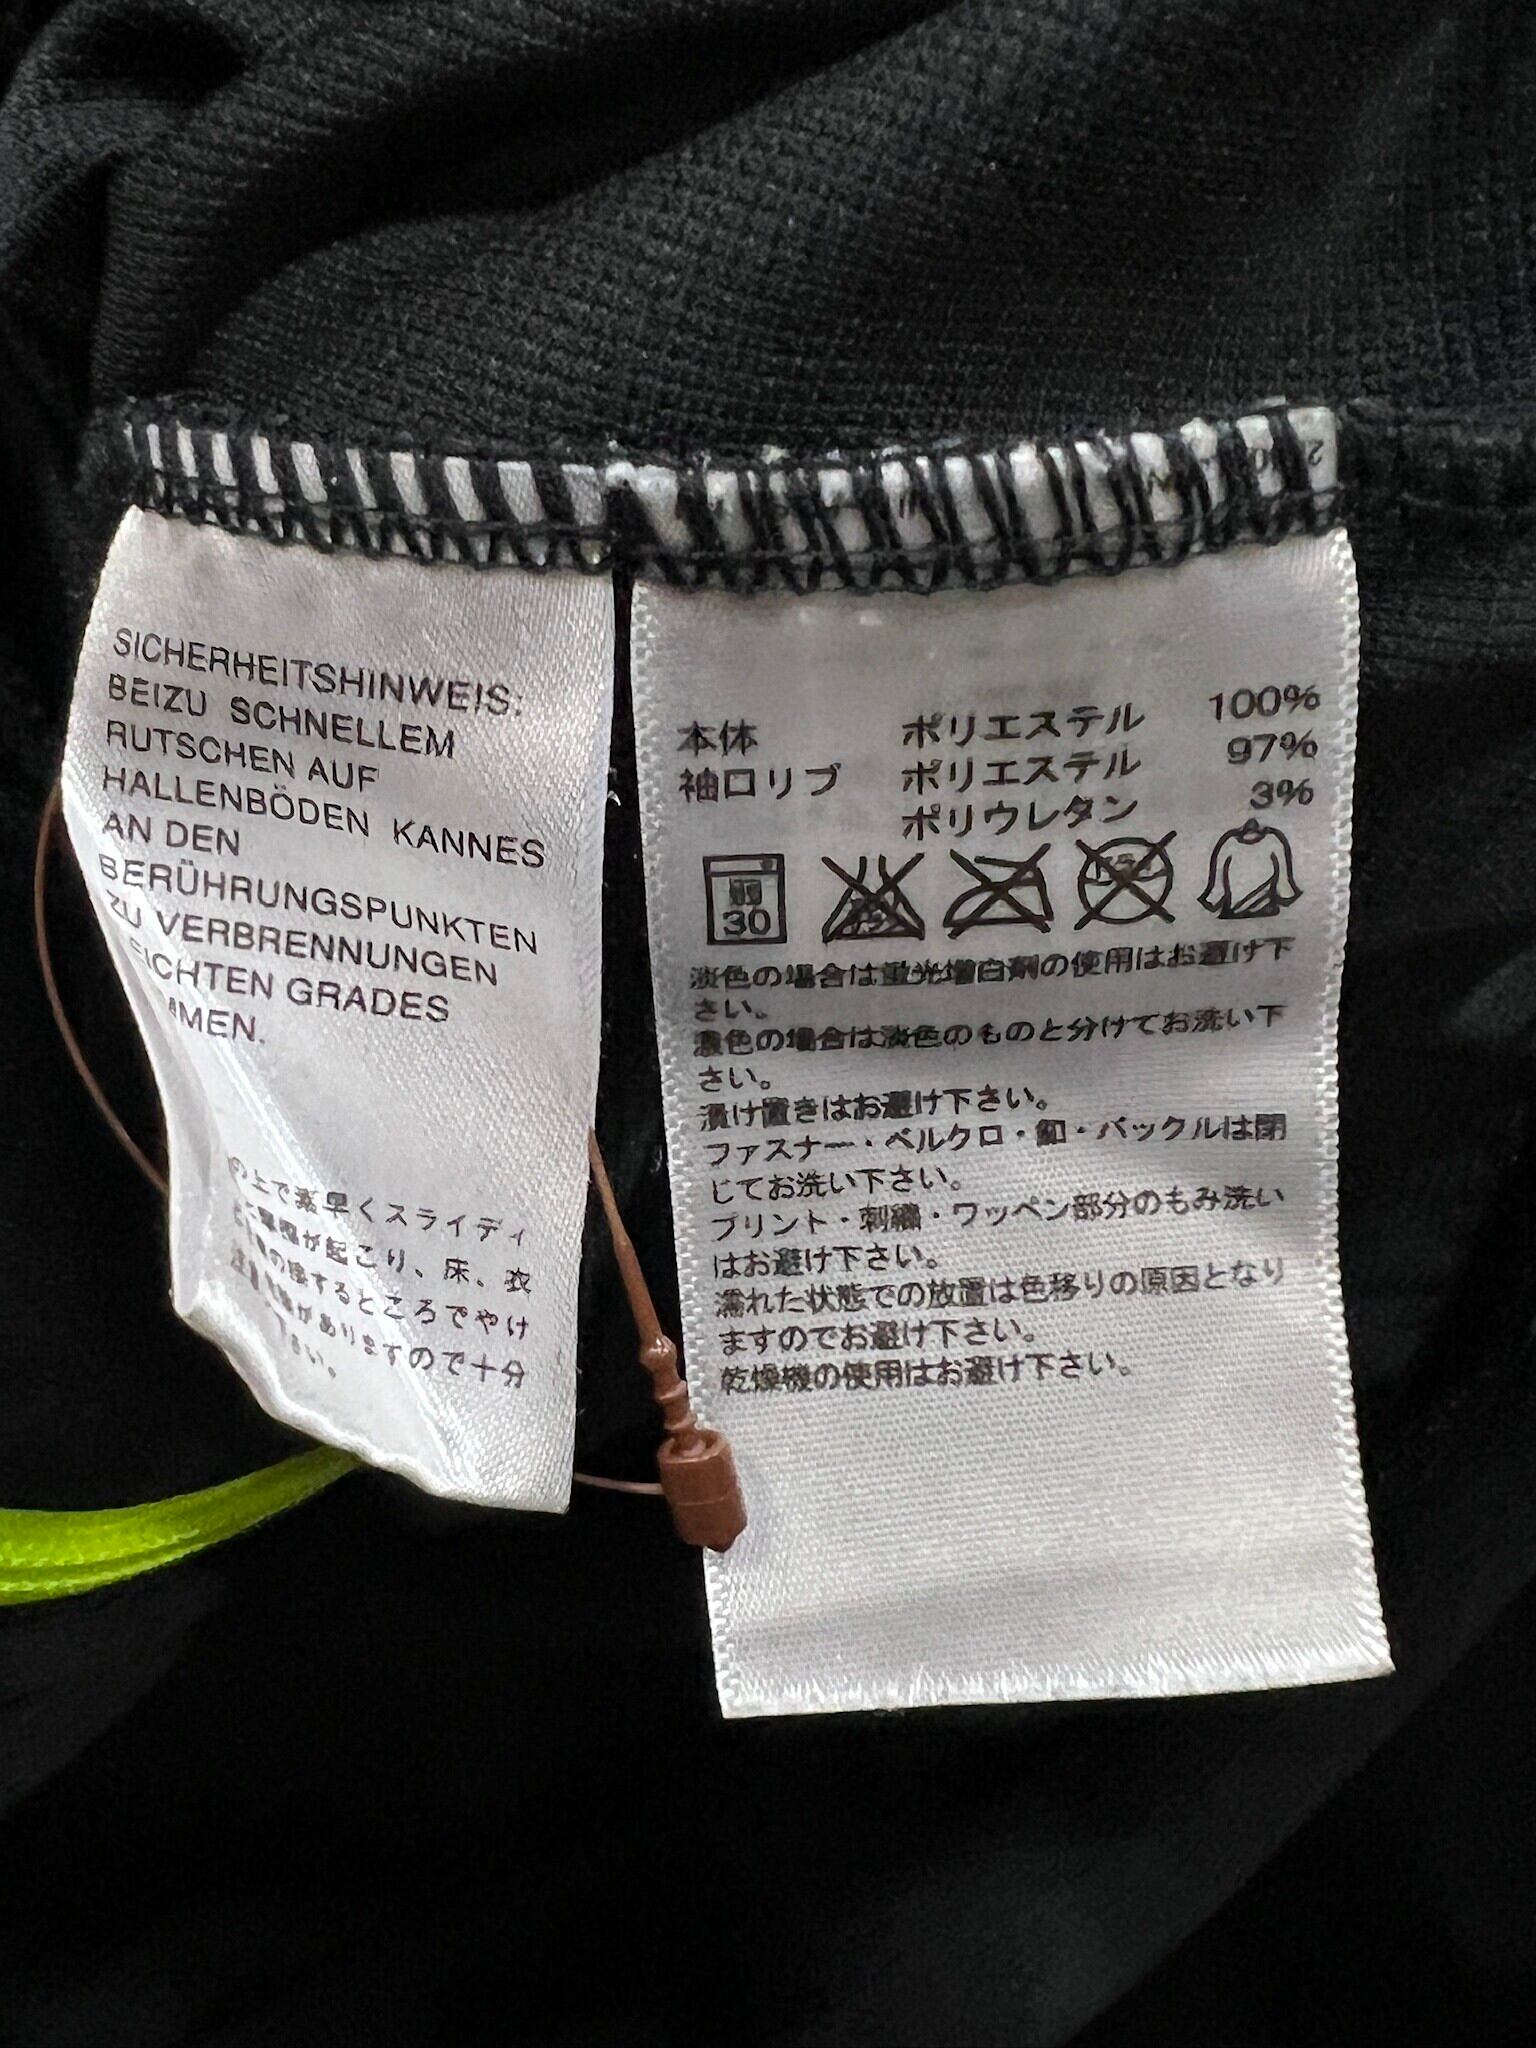 SICHERHEITSHINWEIS:
BEIZU SCHNELLEM
RUTSCHEN AUF
HALLENBÖDEN KANNES
AN DEN
BERÜHRUNGSPUNKTEN
ZU VERBRENNUNGEN
EICHTEN GRADES
MEN.
の上で素早くスライディ
が起こり、床、衣
の接するところでやけ
がありますので十分
さい。
本体 ポリエステル 100%
袖口リブ ポリエステル 97%
ポリウレタン 3%
30
淡色の場合は蛍光増白剤の使用はお避け下
さい。
濃色の場合は淡色のものと分けてお洗い下
さい。
漬け置きはお避け下さい。
ファスナー・ベルクロ・釦・バックルは閉
じてお洗い下さい。
プリント・刺繍・ワッペン部分のもみ洗い
はお避け下さい。
濡れた状態での放置は色移りの原因となり
ますのでお避け下さい。
乾燥機の使用はお避け下さい。